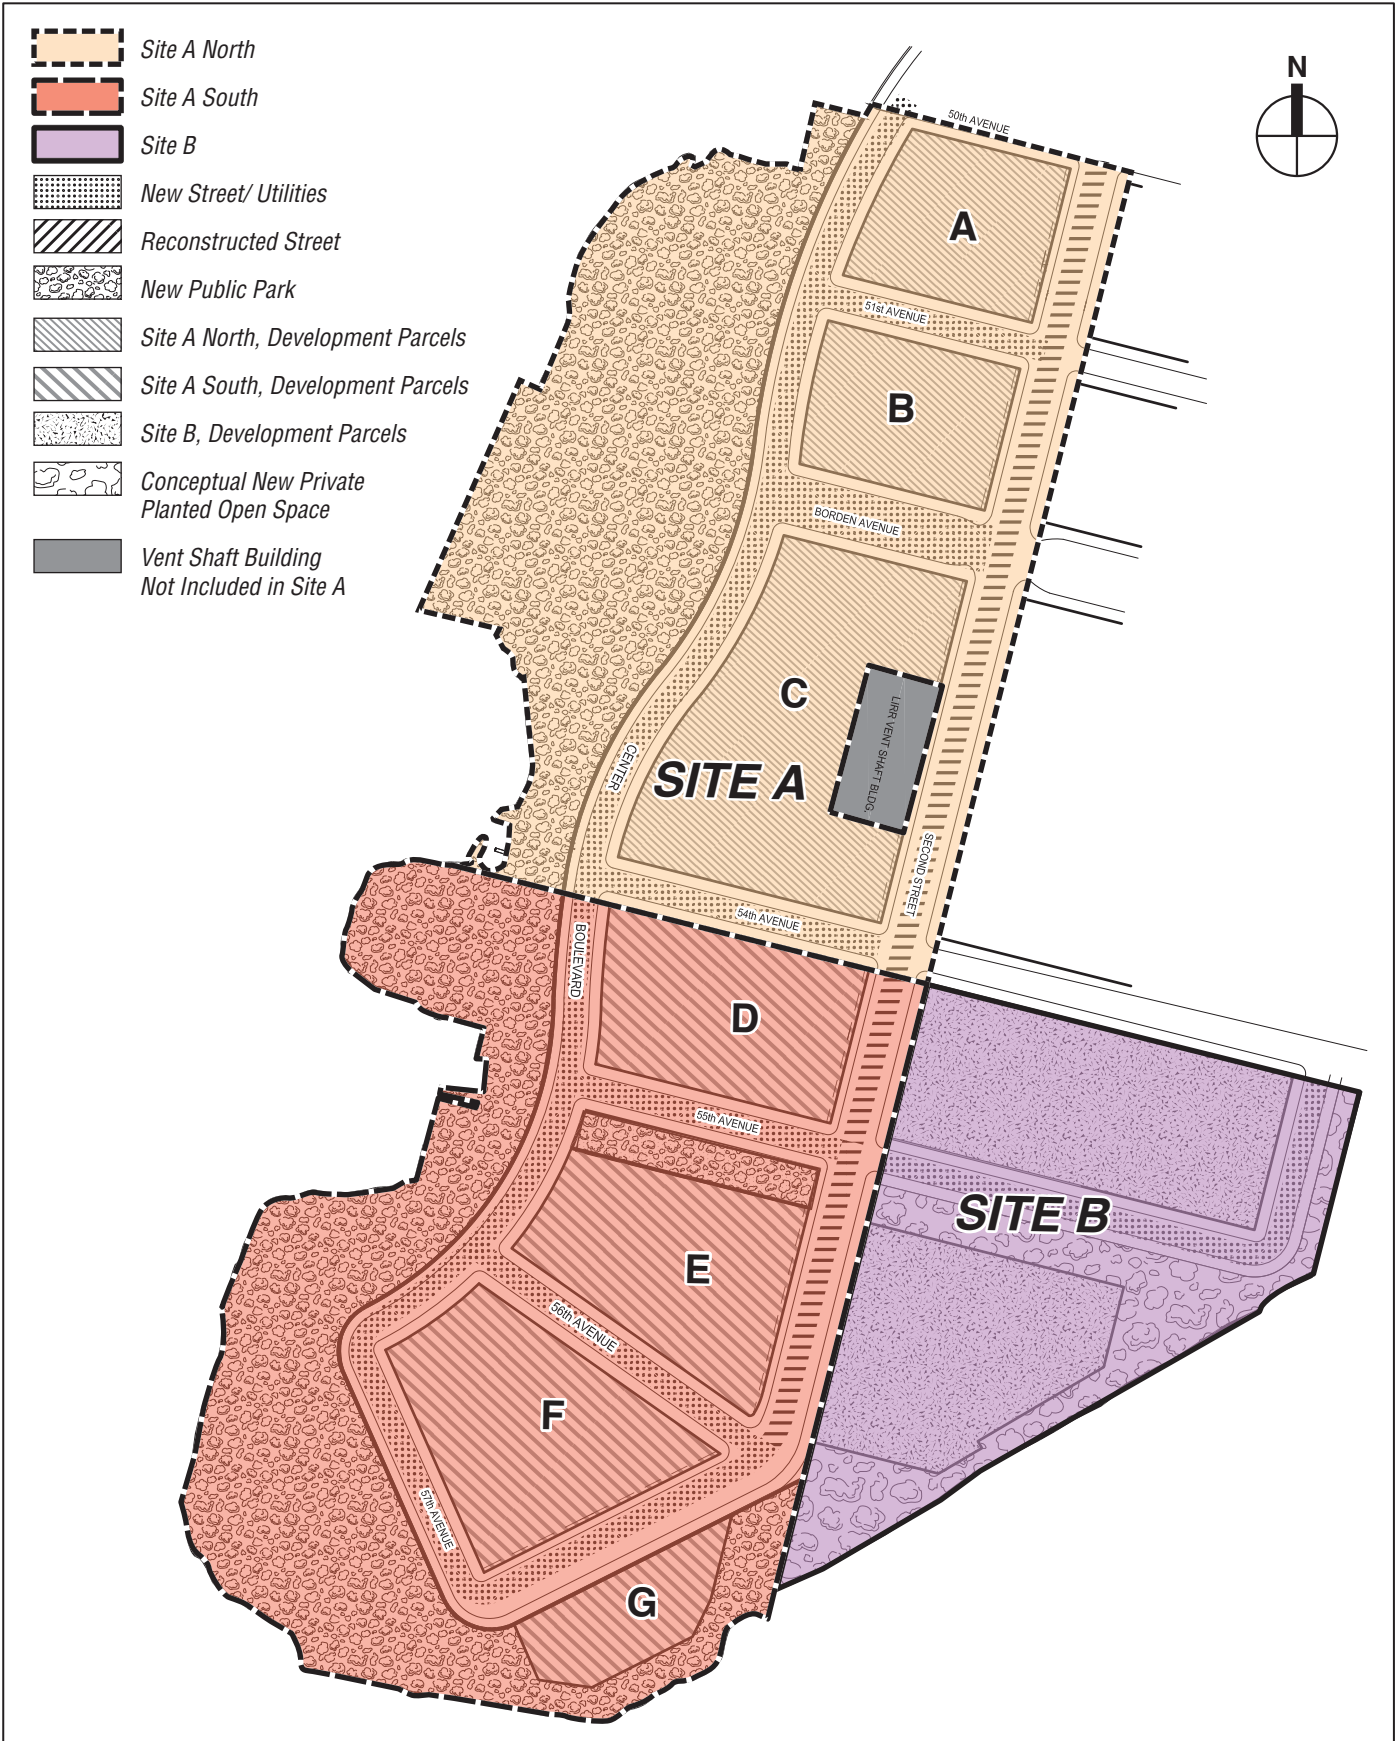 Site A North
Site A South
Site B
New Street/ Utilities
Reconstructed Street
New Public Park
Site A North, Development Parcels
Site A South, Development Parcels
Site B, Development Parcels
Conceptual New Private
Planted Open Space
Vent Shaft Building
Not Included in Site A
N
50th AVENUE
A
51st AVENUE
B
BORDEN AVENUE
C
LIRR VENT SHAFT BLDG.
CENTER
SITE A
SECOND STREET
54th AVENUE
BOULEVARD
D
55th AVENUE
SITE B
E
56th AVENUE
F
57th AVENUE
G